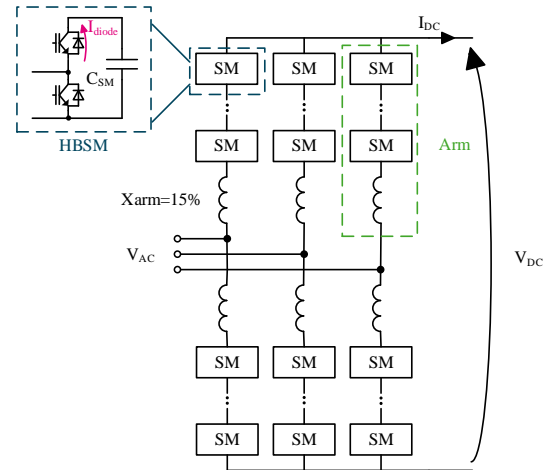 I_diode
C_SM
HBSM
I_DC
SM SM SM
SM SM SM
Arm
Xarm=15%
V_AC
V_DC
SM SM SM
SM SM SM